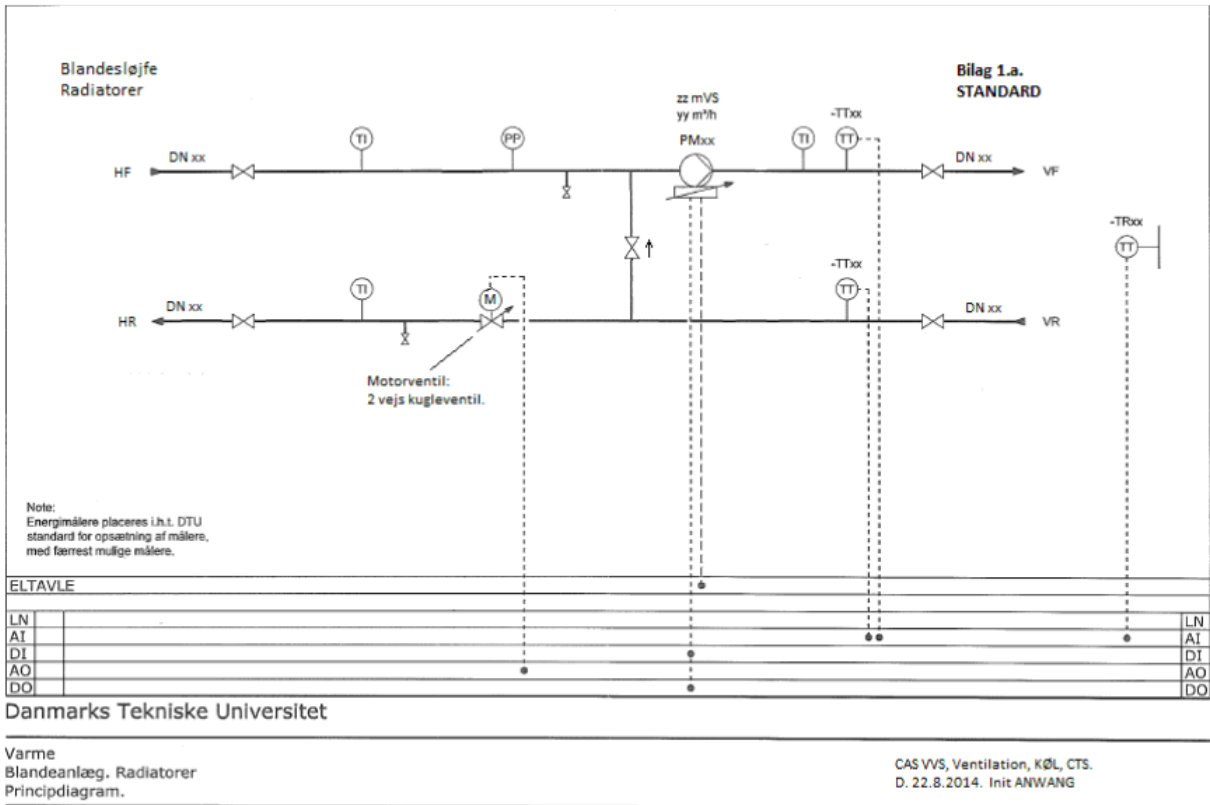 Blandesløjfe
Radiatorer
Bilag 1.a.
STANDARD
zz mVS
yy m³/h
PMxx
-TTxx
TI
PP
TI
TT
HF
DN xx
DN xx
VF
-TRxx
TT
-TTxx
TI
M
TT
HR
DN xx
DN xx
VR
Motorventil:
2 vejs kugleventil.
Note:
Energimålere placeres i.h.t. DTU
standard for opsætning af målere,
med færrest mulige målere.
ELTAVLE
LN
LN
AI
AI
DI
DI
AO
AO
DO
DO
Danmarks Tekniske Universitet
Varme
Blandeanlæg. Radiatorer
Principdiagram.
CAS VVS, Ventilation, KØL, CTS.
D. 22.8.2014. Init ANWANG